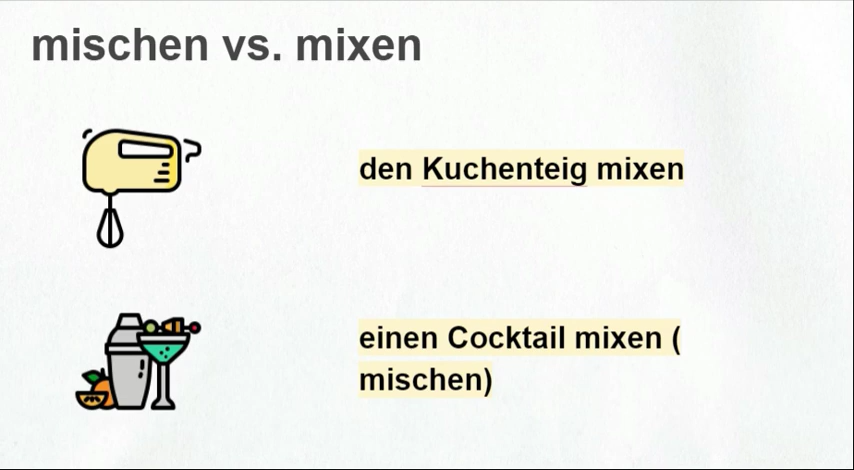 mischen vs. mixen
den Kuchenteig mixen
einen Cocktail mixen (
mischen)